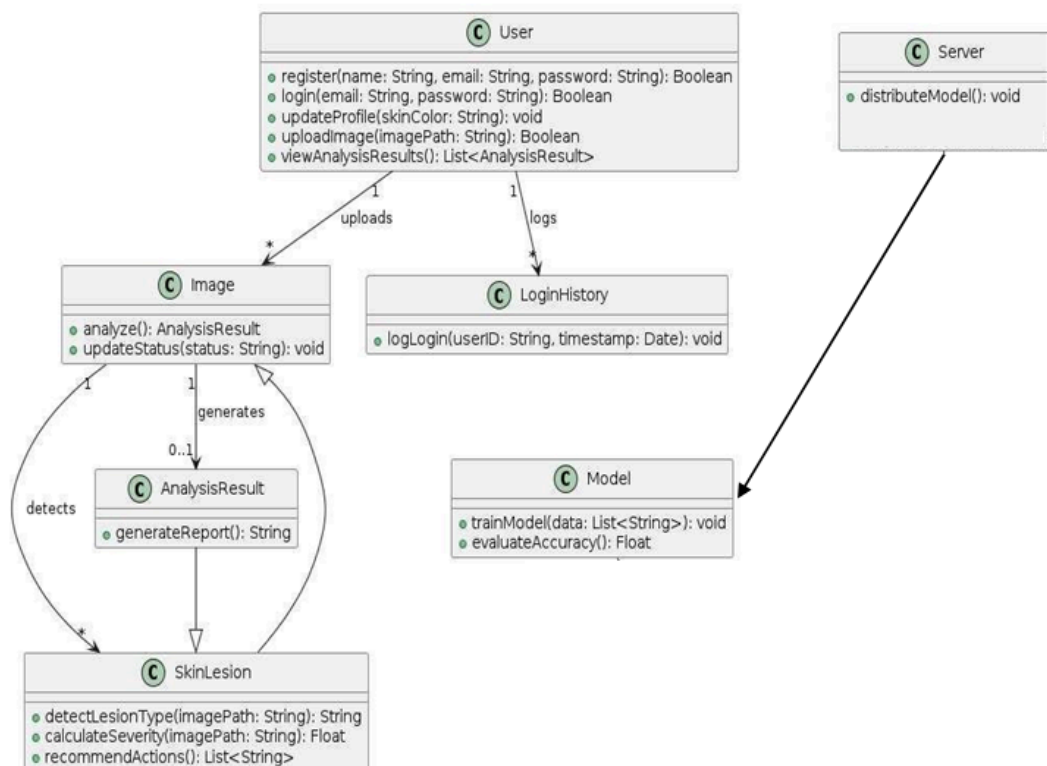 C User
register(name: String, email: String, password: String): Boolean
login(email: String, password: String): Boolean
updateProfile(skinColor: String): void
uploadImage(imagePath: String): Boolean
viewAnalysisResults(): List<AnalysisResult>
C Server
distributeModel(): void
1
uploads
*
1
logs
*
C Image
analyze(): AnalysisResult
updateStatus(status: String): void
C LoginHistory
logLogin(userID: String, timestamp: Date): void
1
detects
*
1
generates
0..1
C AnalysisResult
generateReport(): String
C Model
trainModel(data: List<String>): void
evaluateAccuracy(): Float
C SkinLesion
detectLesionType(imagePath: String): String
calculateSeverity(imagePath: String): Float
recommendActions(): List<String>